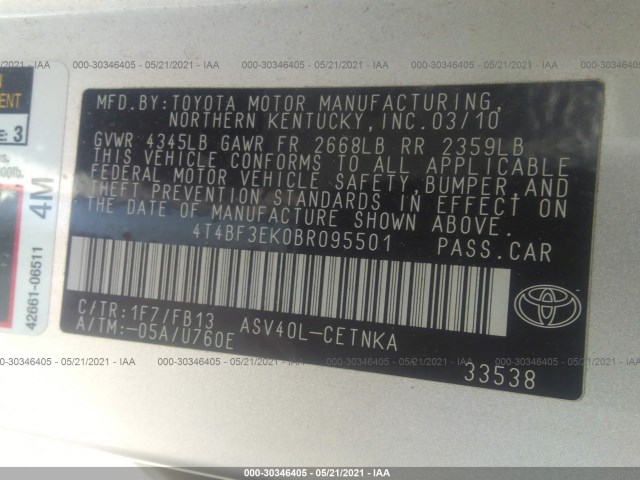 000-30346405 - 05/21/2021 - IAA
MFD.BY:TOYOTA MOTOR MANUFACTURING,
NORTHERN KENTUCKY,INC.03/10
GVWR 4345LB GAWR FR 2668LB RR 2359LB
THIS VEHICLE CONFORMS TO ALL APPLICABLE
FEDERAL MOTOR VEHICLE SAFETY,BUMPER,AND
THEFT PREVENTION STANDARDS IN EFFECT ON
THE DATE OF MANUFACTURE SHOWN ABOVE.
4T4BF3EK0BR095501 PASS.CAR
C/TR:1F7/FB13 ASV40L-CETNKA
A/TM:-05A/U760E
33538
4M
42661-06511
3
000-30346405 - 05/21/2021 - IAA